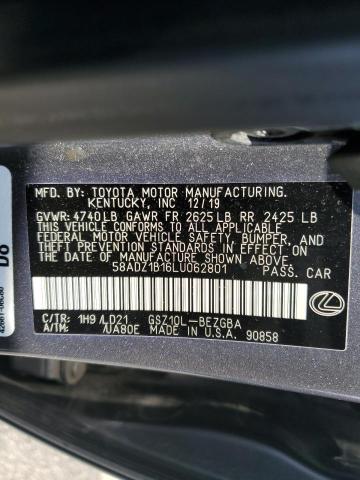 MFD. BY: TOYOTA MOTOR MANUFACTURING.
KENTUCKY, INC 12/19
GVWR: 4740LB GAWR FR 2625LB RR 2425 LB
THIS VEHICLE CONFORMS TO ALL APPLICABLE
FEDERAL MOTOR VEHICLE SAFETY, BUMPER, AND
THEFT PREVENTION STANDARDS IN EFFECT ON
THE DATE OF MANUFACTURE SHOWN ABOVE.
58ADZ1B16LU062801 PASS. CAR
C/TR: 1H9 /LD21 GSZ10L-BEZGBA
A/TM: /UA80E MADE IN U.S.A. 90858